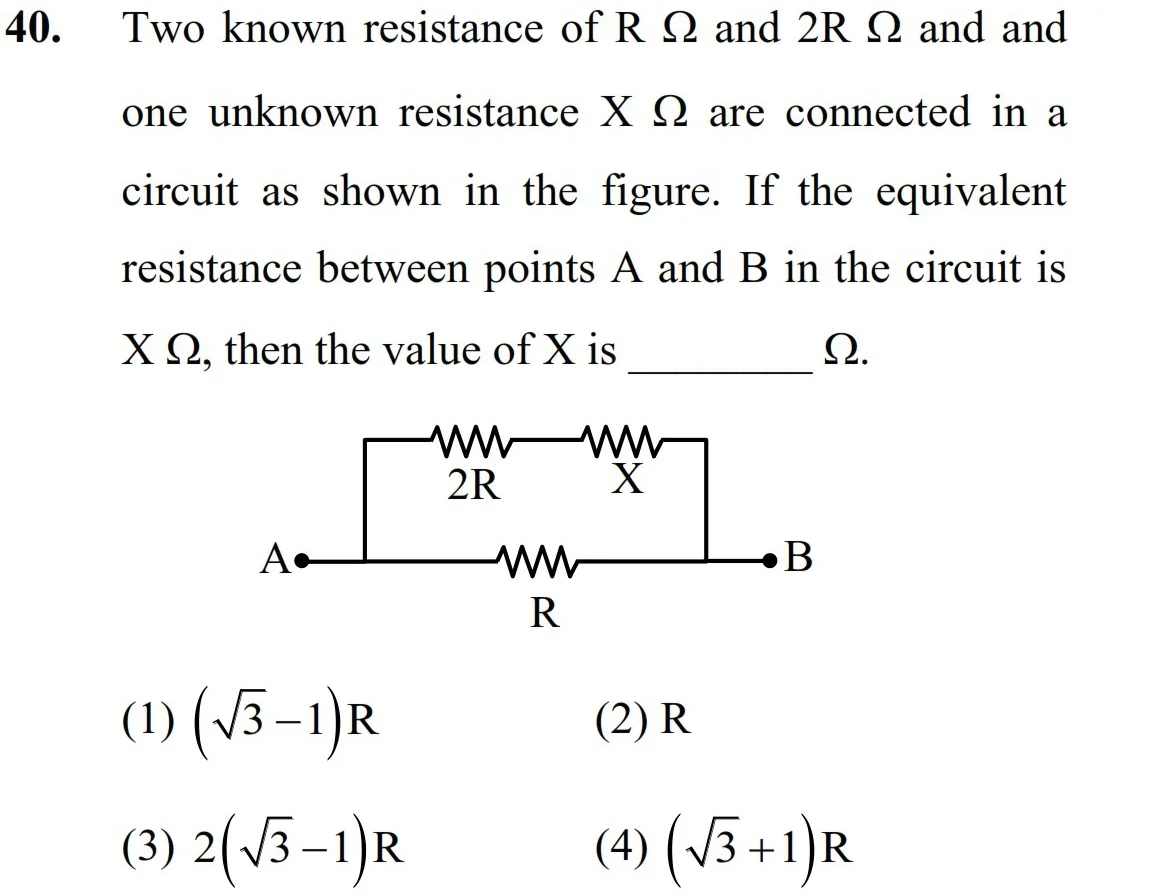 40. Two known resistance of R Ω and 2R Ω and and
one unknown resistance X Ω are connected in a
circuit as shown in the figure. If the equivalent
resistance between points A and B in the circuit is
X Ω, then the value of X is ________ Ω.
2R X
A B
R
(1) (√3 − 1)R (2) R
(3) 2(√3 − 1)R (4) (√3 + 1)R